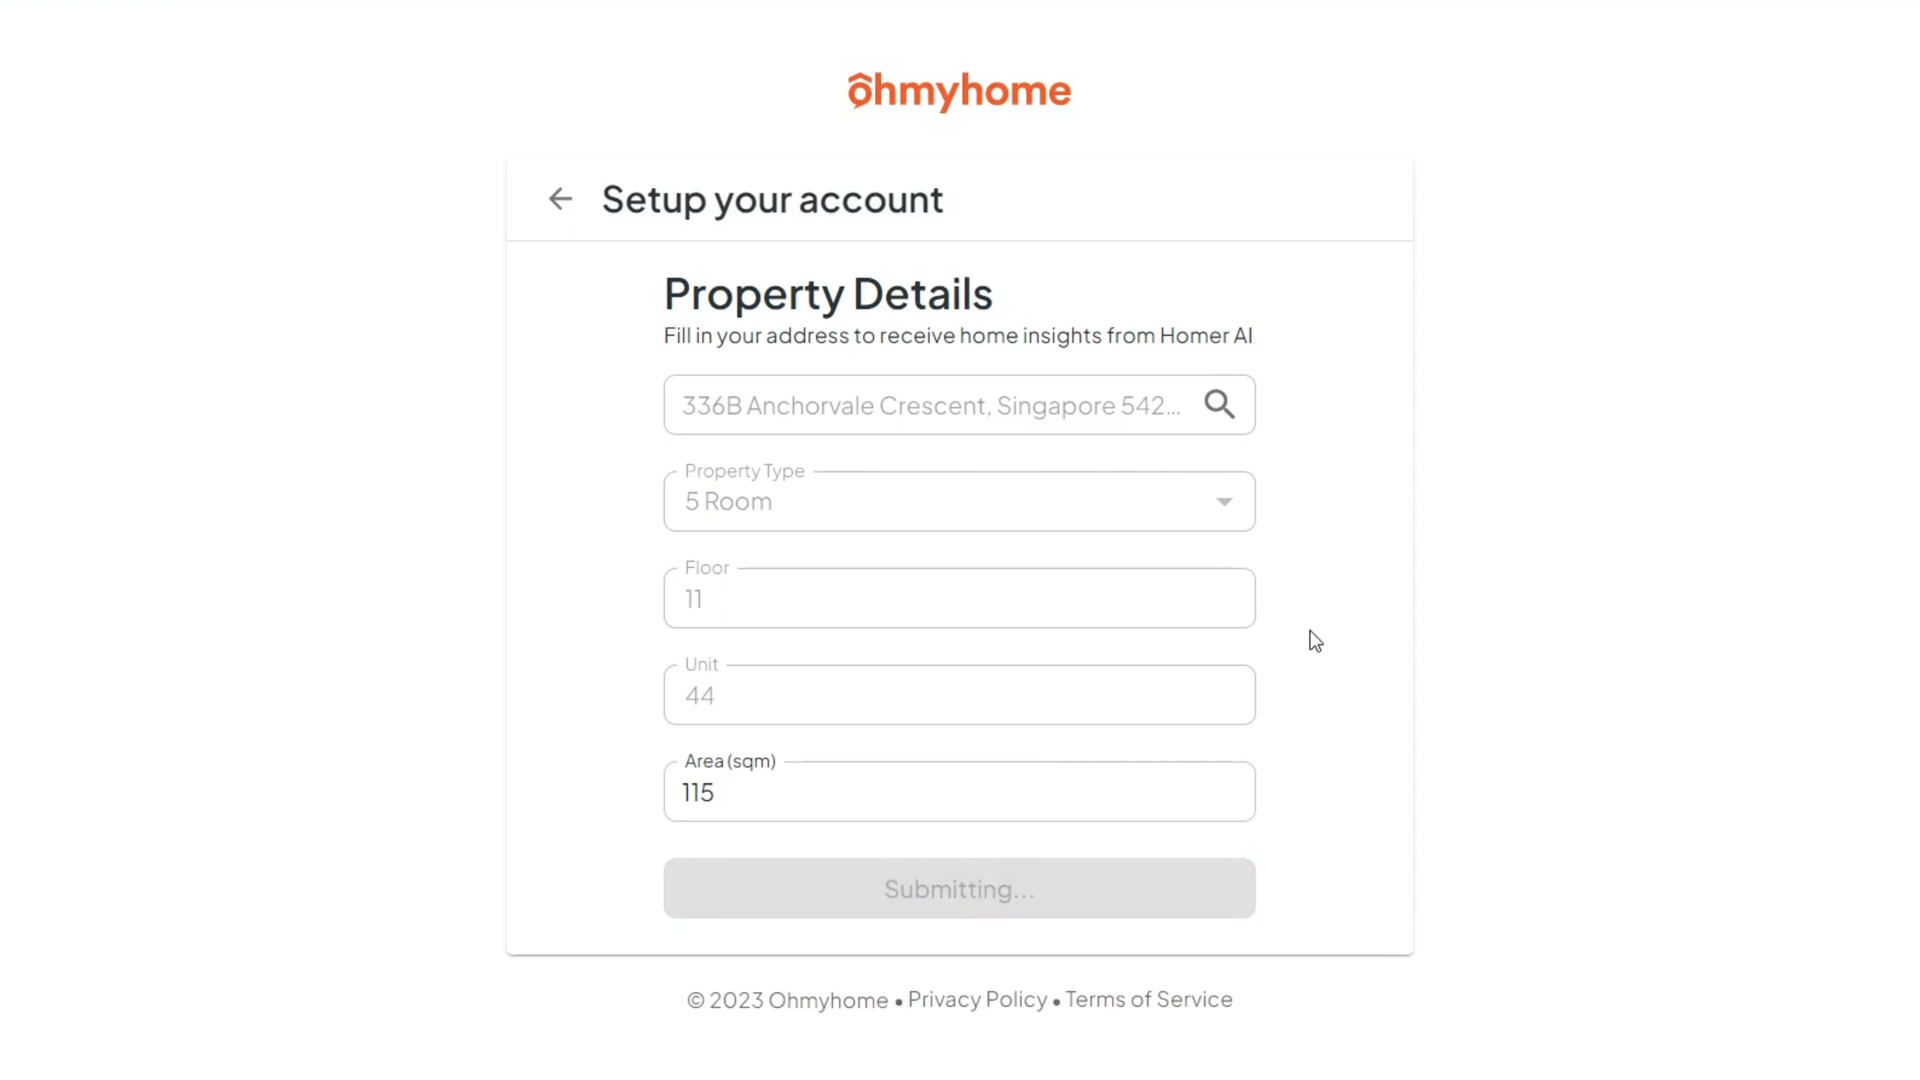 ohmyhome
Setup your account
Property Details
Fill in your address to receive home insights from Homer AI
336B Anchorvale Crescent, Singapore 542...
Property Type
5 Room
Floor
11
Unit
44
Area (sqm)
115
Submitting...
© 2023 Ohmyhome • Privacy Policy • Terms of Service